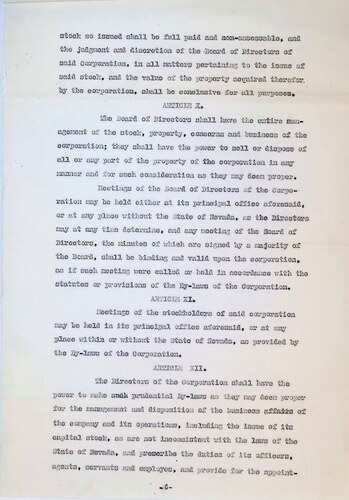 stock so issued shall be full paid and non-assessable, and
the judgment and discretion of the Board of Directors of
said Corporation, in all matters pertaining to the issue of
said stock, and the value of the property acquired therefor
by the corporation, shall be conclusive for all purposes.
ARTICLE X.
The Board of Directors shall have the entire man-
agement of the stock, property, concerns and business of the
corporation; they shall have the power to sell or dispose of
all or any part of the property of the corporation in any
manner and for such consideration as they may deem proper.
Meetings of the Board of Directors of the Corpo-
ration may be held either at its principal office aforesaid,
or at any place without the State of Nevada, as the Directors
may at any time determine, and any meeting of the Board of
Directors, the minutes of which are signed by a majority of
the Board, shall be binding and valid upon the corporation,
as if such meeting were called or held in accordance with the
statutes or provisions of the By-laws of the Corporation.
ARTICLE XI.
Meetings of the stockholders of said corporation
may be held in its principal office aforesaid, or at any
place within or without the State of Nevada, as provided by
the By-laws of the Corporation.
ARTICLE XII.
The Directors of the Corporation shall have the
power to make such prudential By-laws as they may deem proper
for the management and disposition of the business affairs of
the company and its operations, including the issue of its
capital stock, as are not inconsistent with the laws of the
State of Nevada, and prescribe the duties of its officers,
agents, servants and employes, and provide for the appoint-
-6-